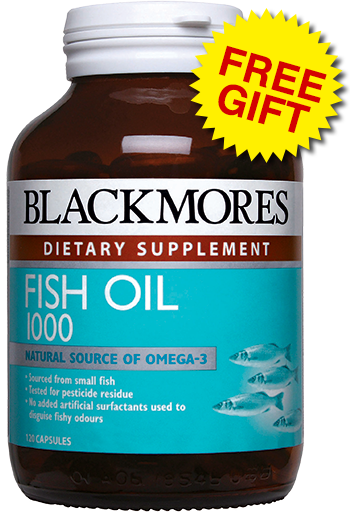 FREE
GIFT
BLACKMORES
DIETARY SUPPLEMENT
FISH OIL
1000
NATURAL SOURCE OF OMEGA-3
• Sourced from small fish
• Tested for pesticide residue
• No added artificial surfactants used to
disguise fishy odours
120 CAPSULES